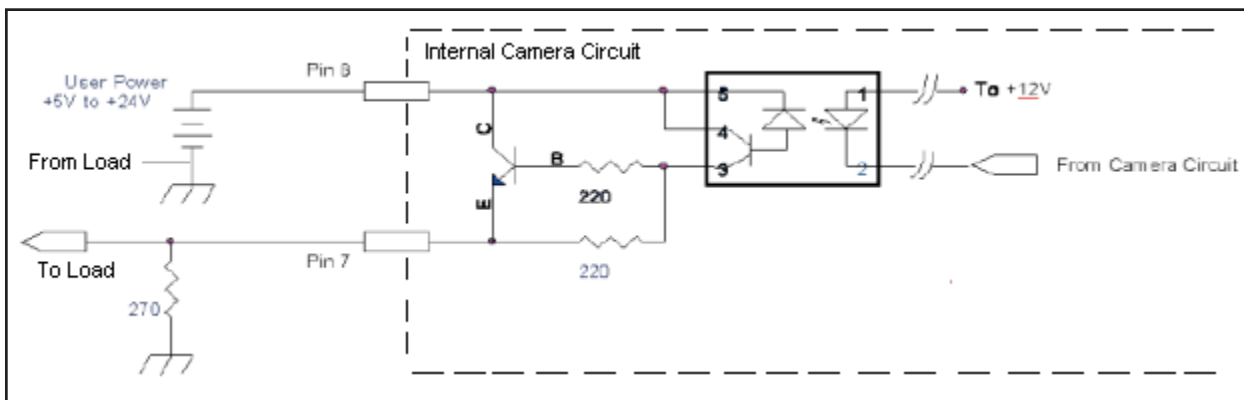 Internal Camera Circuit
User Power
+5V to +24V
Pin 8
5
1
To +12V
From Load
C
4
B
3
2
From Camera Circuit
220
E
To Load
Pin 7
220
270